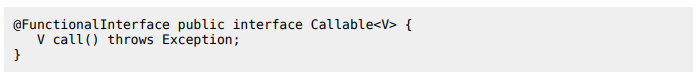 @FunctionalInterface public interface Callable<V> {
   V call() throws Exception;
}